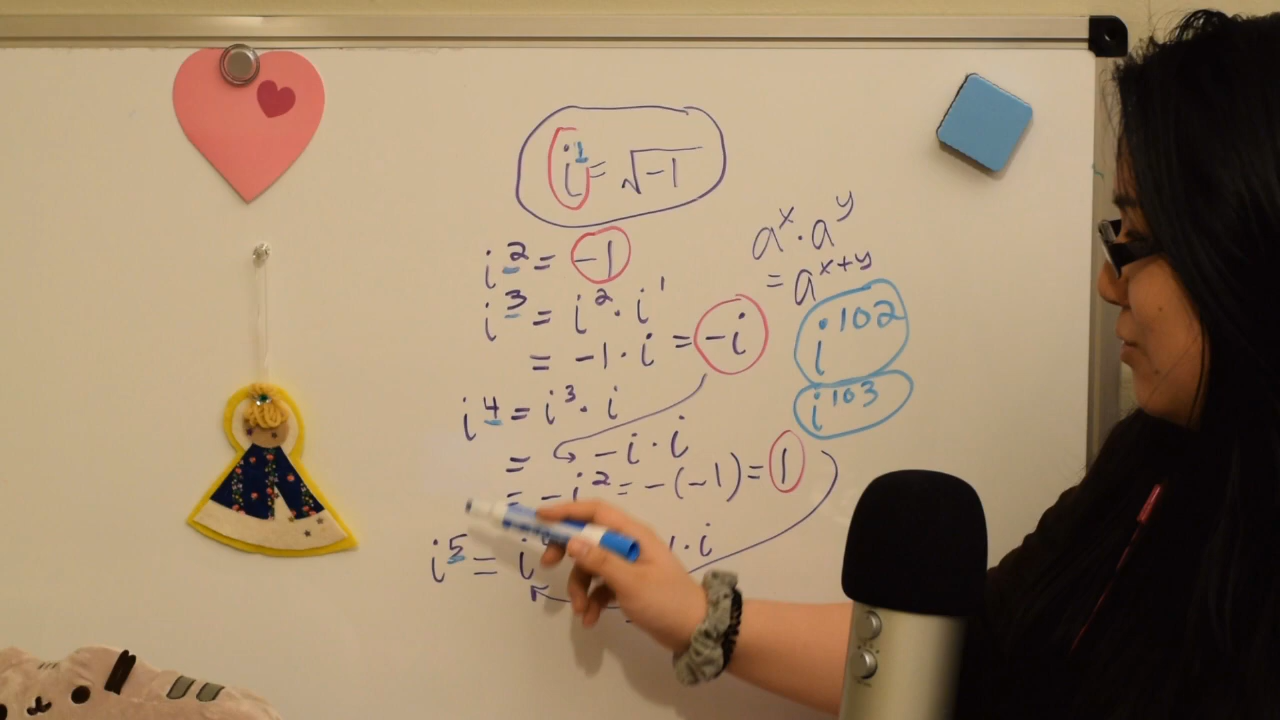 i¹ = √-1
i² = -1
aˣ · aʸ
= aˣ⁺ʸ
i³ = i² · i¹
= -1 · i = -i
i¹⁰²
i¹⁰³
i⁴ = i³ · i
= -i · i
= -i² = -(-1) = 1
i⁵ = i · i